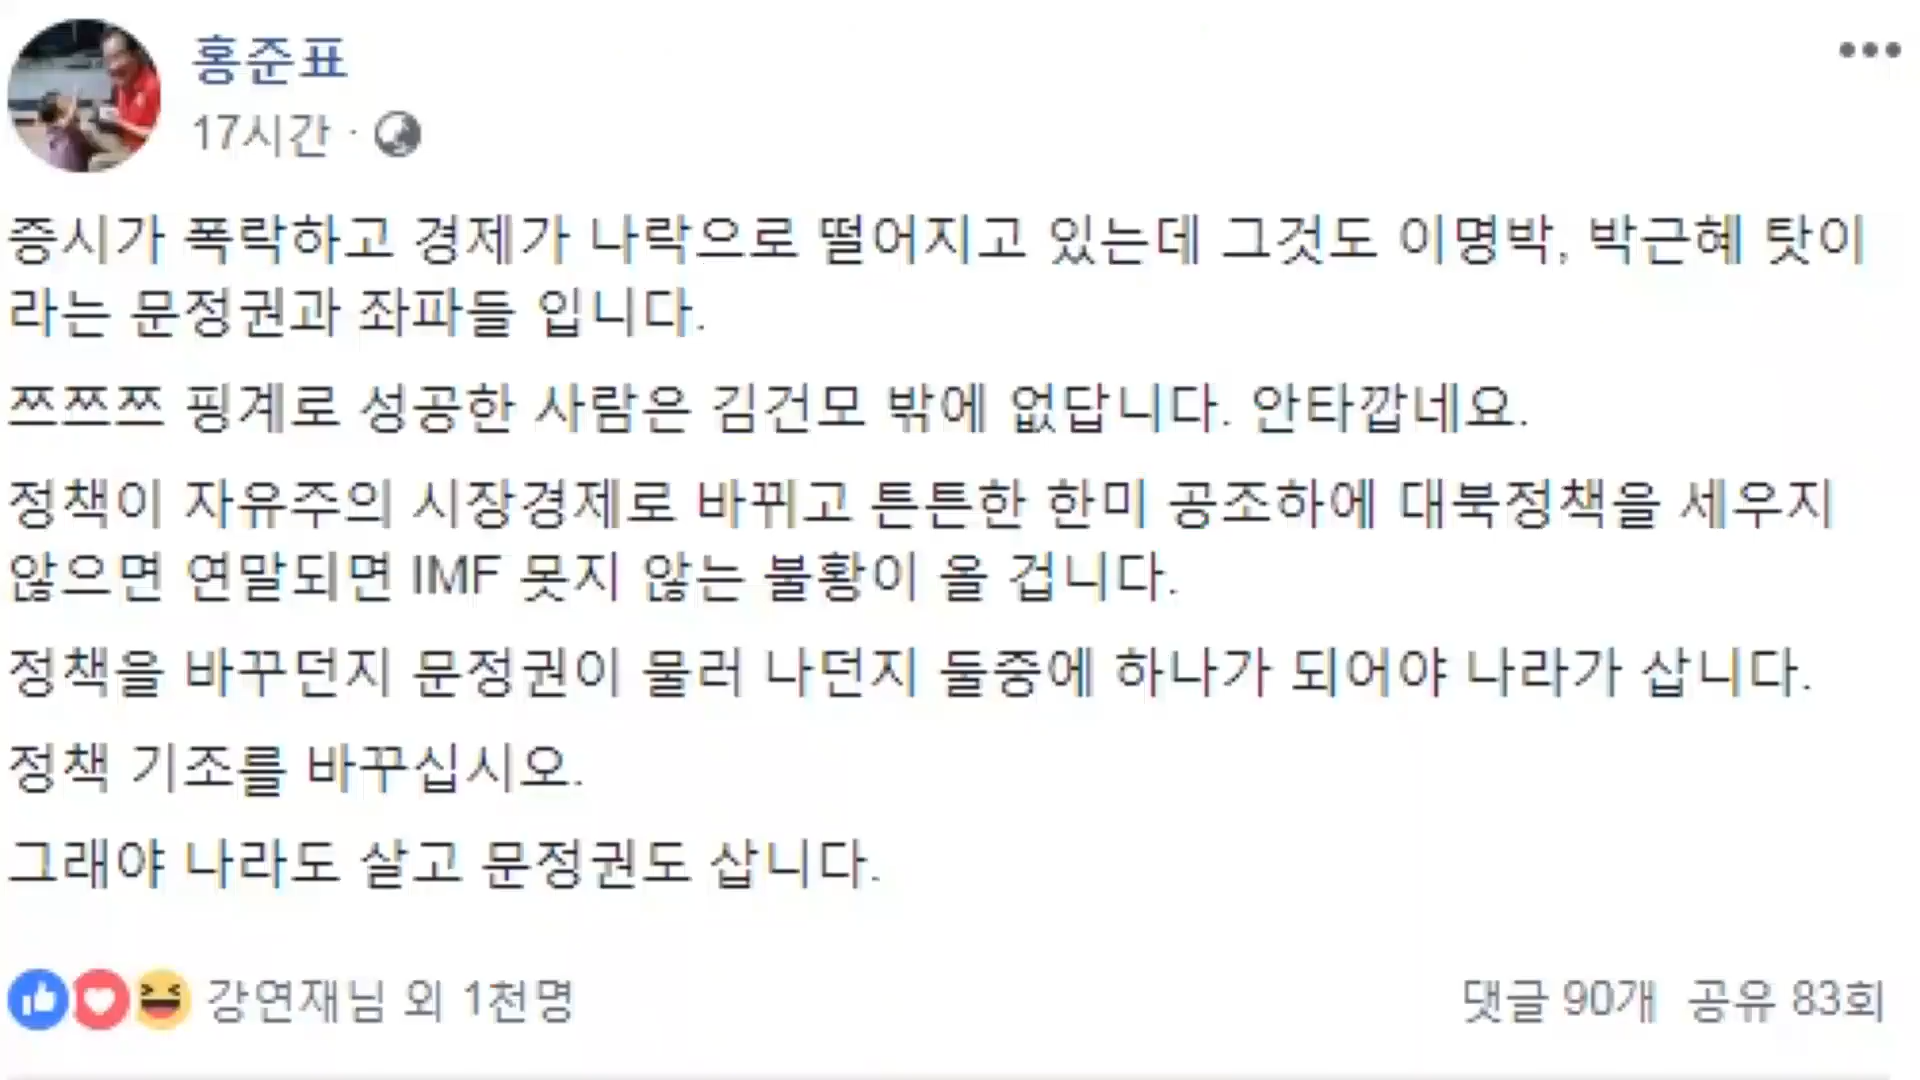 홍준표
17시간 ·
증시가 폭락하고 경제가 나락으로 떨어지고 있는데 그것도 이명박, 박근혜 탓이
라는 문정권과 좌파들 입니다.
쯔쯔쯔 핑계로 성공한 사람은 김건모 밖에 없답니다. 안타깝네요.
정책이 자유주의 시장경제로 바뀌고 튼튼한 한미 공조하에 대북정책을 세우지
않으면 연말되면 IMF 못지 않는 불황이 올 겁니다.
정책을 바꾸던지 문정권이 물러 나던지 둘중에 하나가 되어야 나라가 삽니다.
정책 기조를 바꾸십시오.
그래야 나라도 살고 문정권도 삽니다.
강연재님 외 1천명
댓글 90개 공유 83회